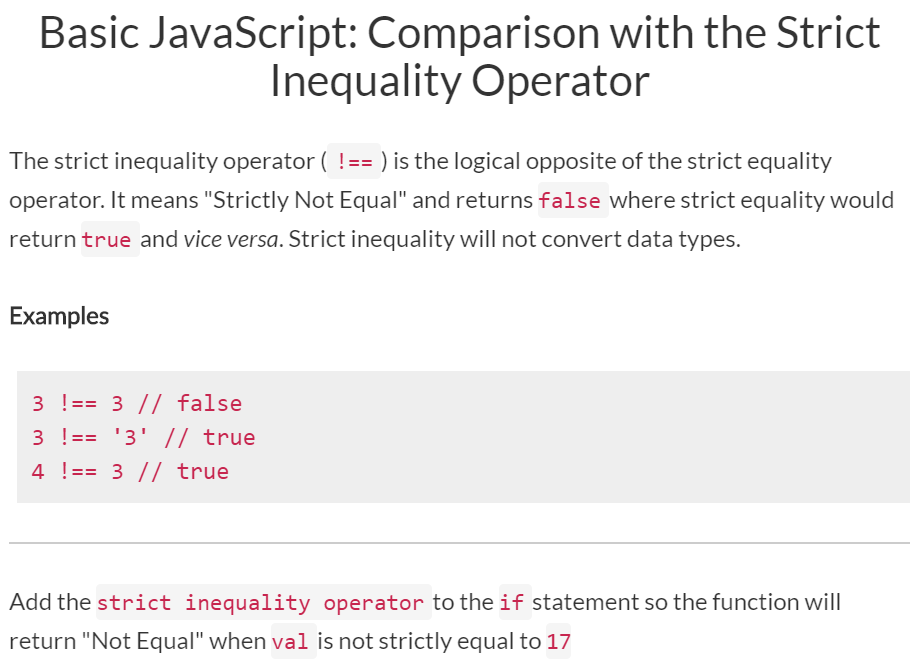 Basic JavaScript: Comparison with the Strict
Inequality Operator
The strict inequality operator ( !== ) is the logical opposite of the strict equality
operator. It means "Strictly Not Equal" and returns false where strict equality would
return true and vice versa. Strict inequality will not convert data types.
Examples
3 !== 3 // false
3 !== '3' // true
4 !== 3 // true
Add the strict inequality operator to the if statement so the function will
return "Not Equal" when val is not strictly equal to 17